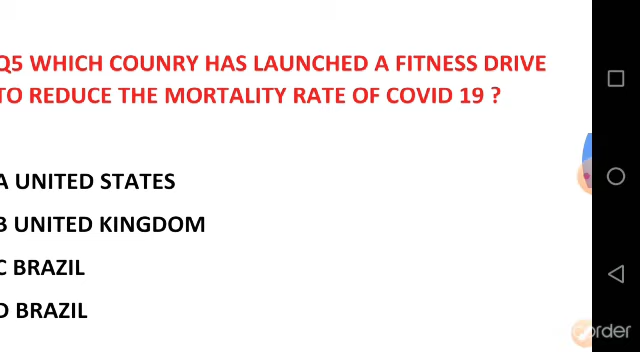 Q5 WHICH COUNRY HAS LAUNCHED A FITNESS DRIVE
TO REDUCE THE MORTALITY RATE OF COVID 19 ?
A UNITED STATES
B UNITED KINGDOM
C BRAZIL
D BRAZIL
corder